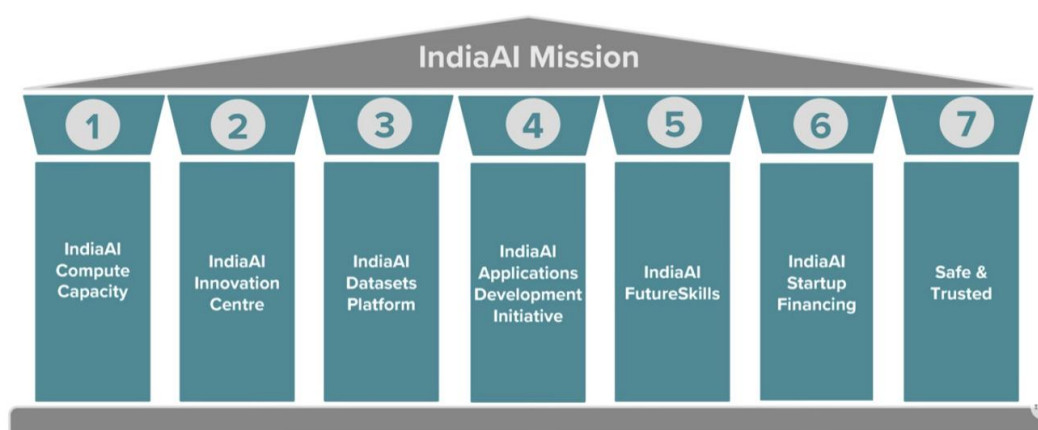 IndiaAI Mission
1
2
3
4
5
6
7
IndiaAI
Compute
Capacity
IndiaAI
Innovation
Centre
IndiaAI
Datasets
Platform
IndiaAI
Applications
Development
Initiative
IndiaAI
FutureSkills
IndiaAI
Startup
Financing
Safe &
Trusted